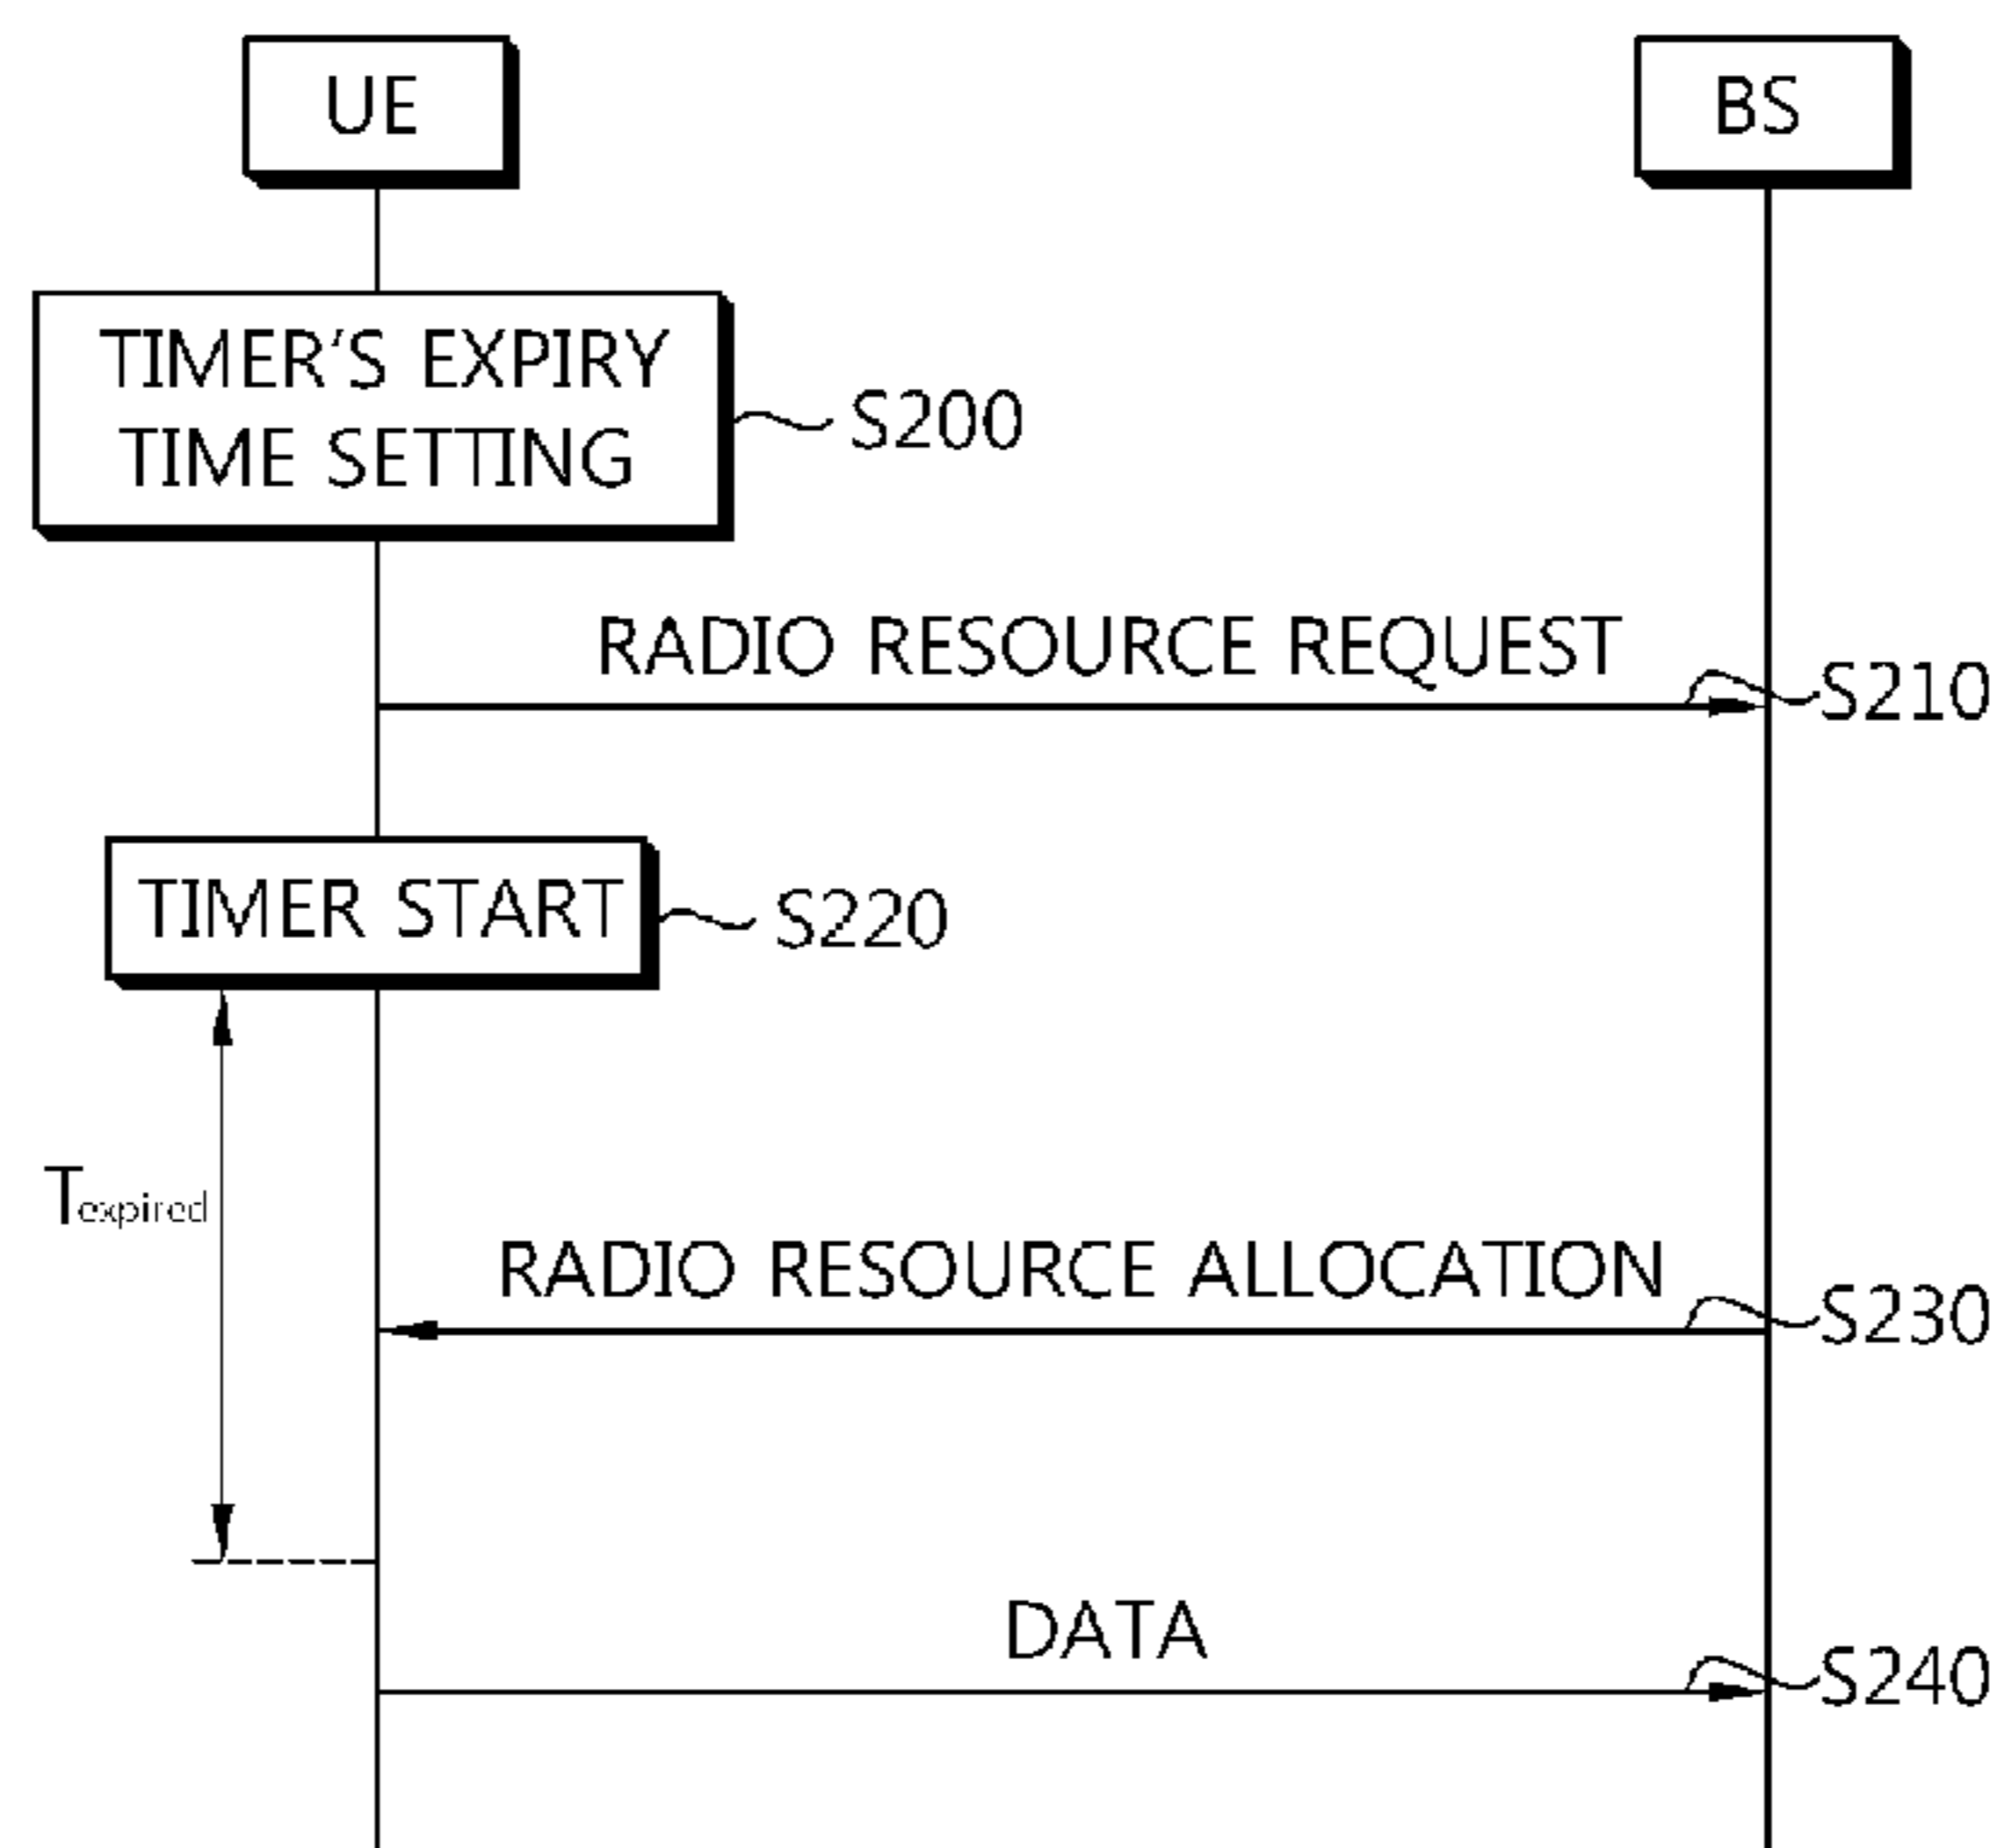 UE
BS
TIMER'S EXPIRY
TIME SETTING
S200
RADIO RESOURCE REQUEST
S210
TIMER START
S220
Texpired
RADIO RESOURCE ALLOCATION
S230
DATA
S240